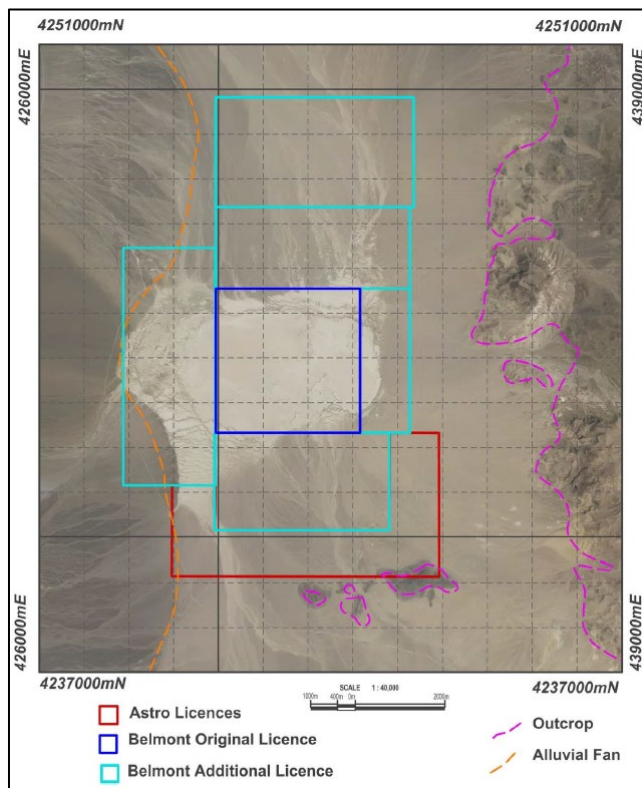 4251000mN 4251000mN
426000mE 439000mE
426000mE 439000mE
4237000mN 4237000mN
SCALE 1 : 40,000
1000m 400m 0m 2000m
Astro Licences
Belmont Original Licence
Belmont Additional Licence
Outcrop
Alluvial Fan